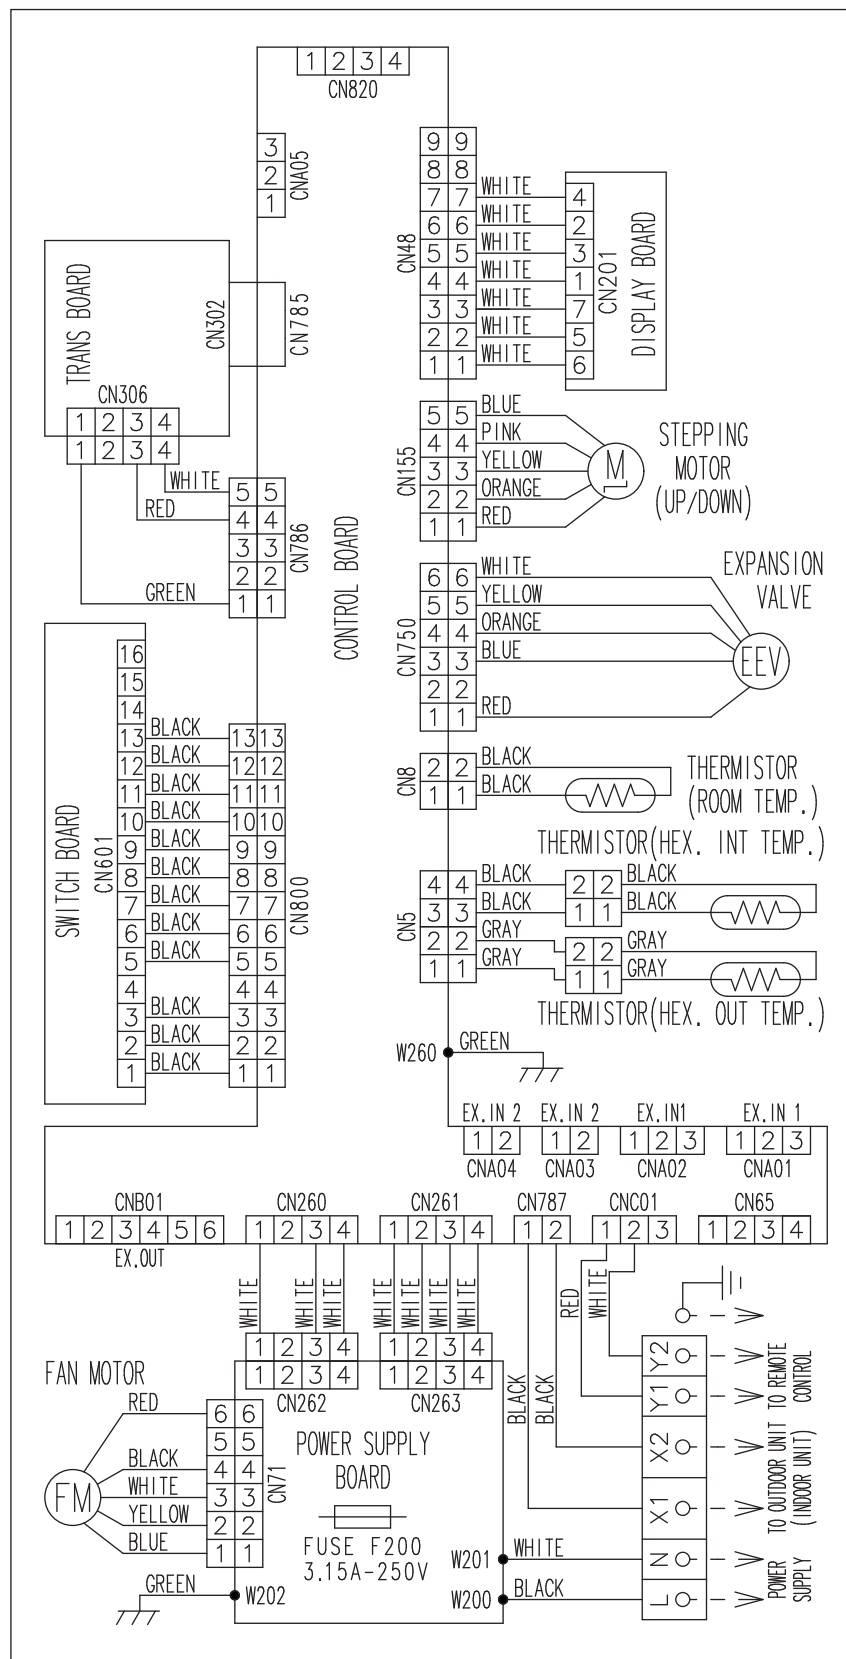 1 2 3 4
CN820
3
2
1
CNA05
TRANS BOARD
CN302
CN785
CN306
1 2 3 4
1 2 3 4
WHITE
RED
GREEN
5 5
4 4
3 3
2 2
1 1
CN786
CONTROL BOARD
9 9
8 8
7 7
6 6
5 5
4 4
3 3
2 2
1 1
CN48
WHITE
WHITE
WHITE
WHITE
WHITE
WHITE
WHITE
4
2
3
1
7
5
6
CN201
DISPLAY BOARD
CN155
5 5 BLUE
4 4 PINK
3 3 YELLOW
2 2 ORANGE
1 1 RED
M
STEPPING
MOTOR
(UP/DOWN)
CN750
6 6 WHITE
5 5 YELLOW
4 4 ORANGE
3 3 BLUE
2 2
1 1 RED
EXPANSION
VALVE
EEV
SWITCH BOARD
CN601
16
15
14
13 BLACK 13 13
12 BLACK 12 12
11 BLACK 11 11
10 BLACK 10 10
9 BLACK 9 9
8 BLACK 8 8
7 BLACK 7 7
6 BLACK 6 6
5 BLACK 5 5
4 4 4
3 BLACK 3 3
2 BLACK 2 2
1 BLACK 1 1
CN800
CN8
2 2 BLACK
1 1 BLACK
THERMISTOR
(ROOM TEMP.)
THERMISTOR(HEX. INT TEMP.)
CN5
4 4 BLACK 2 2 BLACK
3 3 BLACK 1 1 BLACK
2 2 GRAY 2 2 GRAY
1 1 GRAY 1 1 GRAY
THERMISTOR(HEX. OUT TEMP.)
W260 GREEN
EX.IN 2 EX.IN 2 EX.IN1 EX.IN 1
1 2 1 2 1 2 3 1 2 3
CNA04 CNA03 CNA02 CNA01
CNB01 CN260 CN261 CN787 CNC01 CN65
1 2 3 4 5 6 1 2 3 4 1 2 3 4 1 2 1 2 3 1 2 3 4
EX.OUT
WHITE WHITE WHITE WHITE WHITE WHITE WHITE
RED
WHITE
BLACK
BLACK
1 2 3 4 1 2 3 4
1 2 3 4 1 2 3 4
CN262 CN263
FAN MOTOR
FM
RED
BLACK
WHITE
YELLOW
BLUE
6 6
5 5
4 4
3 3
2 2
1 1
CN71
POWER SUPPLY
BOARD
FUSE F200
3.15A-250V
GREEN W202
W201 WHITE
W200 BLACK
Y2
Y1
X2
X1
N
L
TO REMOTE
CONTROL
TO OUTDOOR UNIT
(INDOOR UNIT)
POWER
SUPPLY